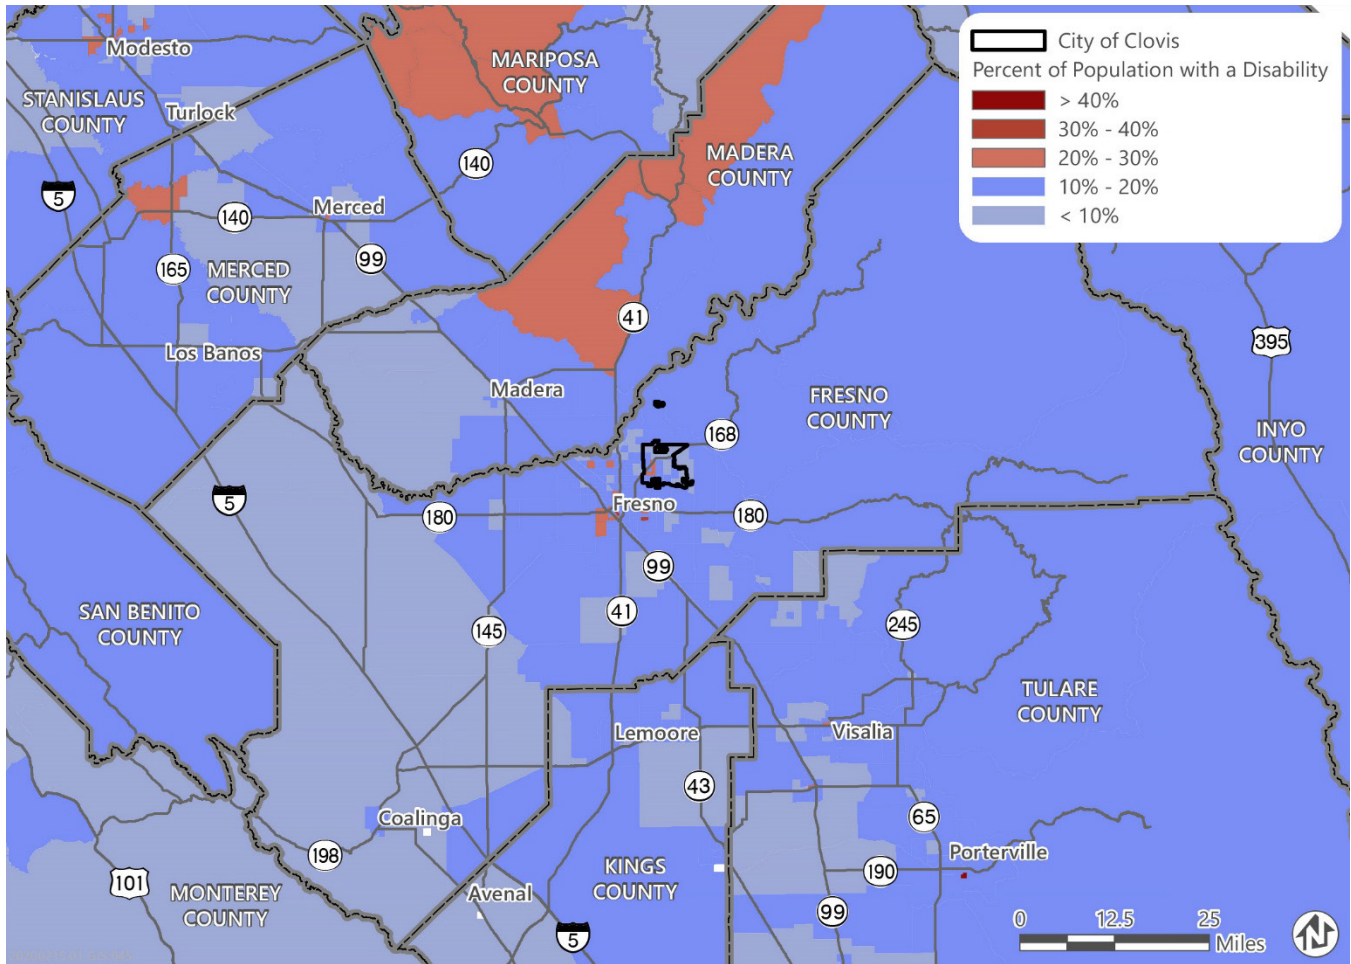 City of Clovis
Percent of Population with a Disability
> 40%
30% - 40%
20% - 30%
10% - 20%
< 10%
Modesto
MARIPOSA
COUNTY
STANISLAUS
COUNTY
Turlock
140
MADERA
COUNTY
5
Merced
140
99
165
MERCED
COUNTY
41
395
Los Banos
Madera
FRESNO
COUNTY
168
INYO
COUNTY
5
Fresno
180
180
99
SAN BENITO
COUNTY
41
145
245
TULARE
COUNTY
Lemoore
Visalia
43
Coalinga
65
198
Porterville
KINGS
COUNTY
190
101
MONTEREY
COUNTY
Avenal
99
5
0
12.5
25
Miles
N